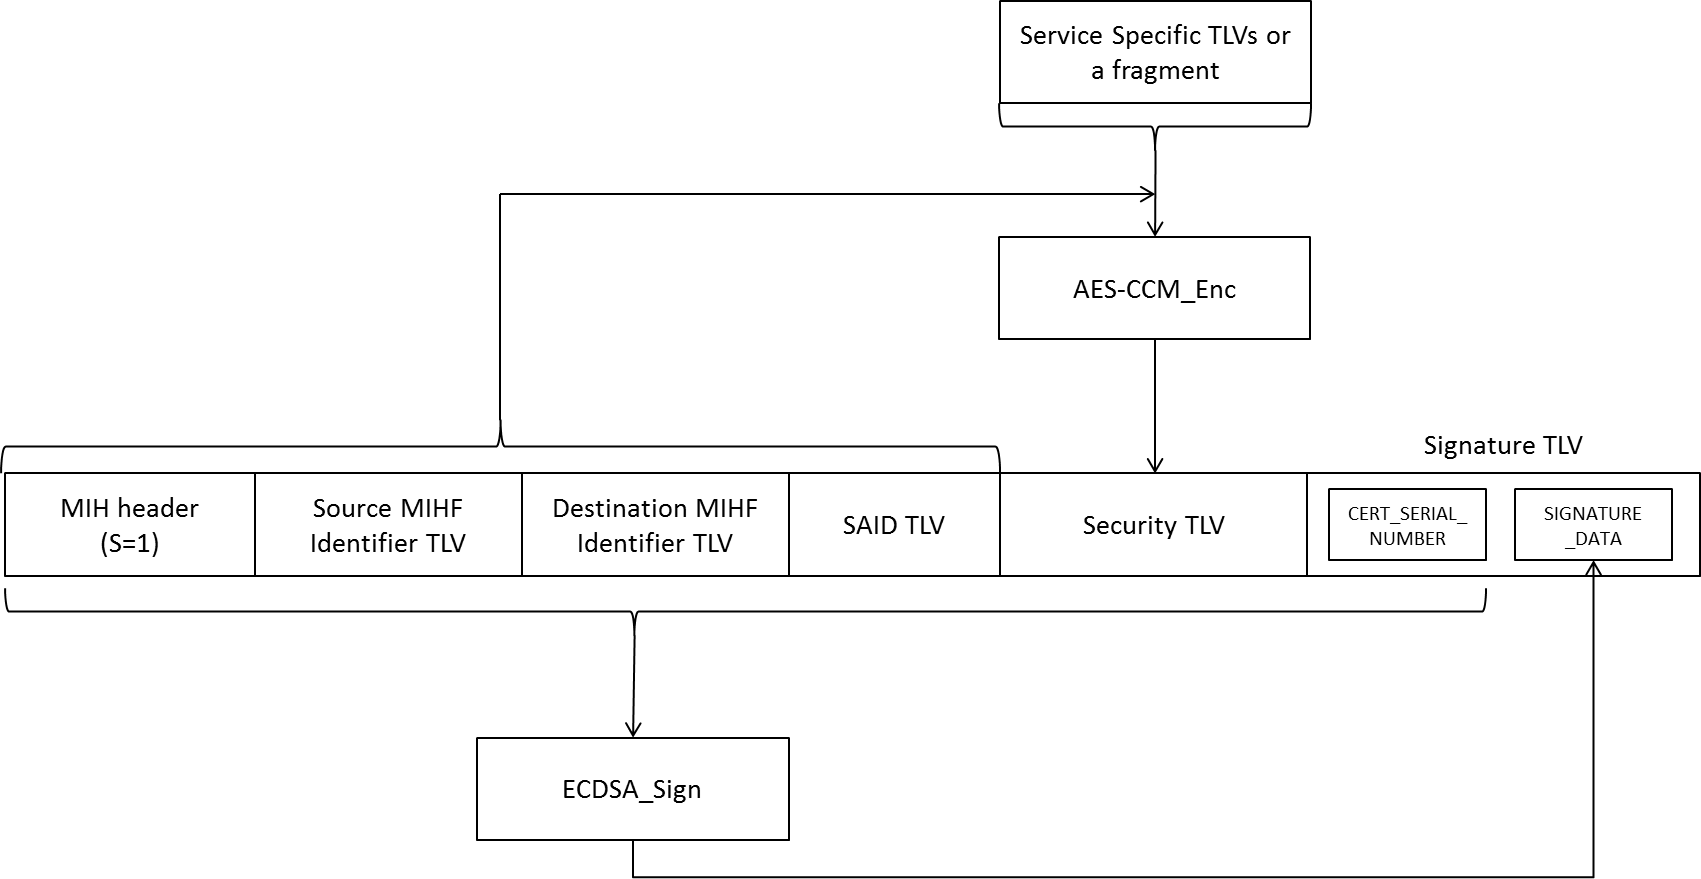 Service Specific TLVs or
a fragment
AES-CCM_Enc
Signature TLV
MIH header
(S=1)
Source MIHF
Identifier TLV
Destination MIHF
Identifier TLV
SAID TLV
Security TLV
CERT_SERIAL_
NUMBER
SIGNATURE
_DATA
ECDSA_Sign